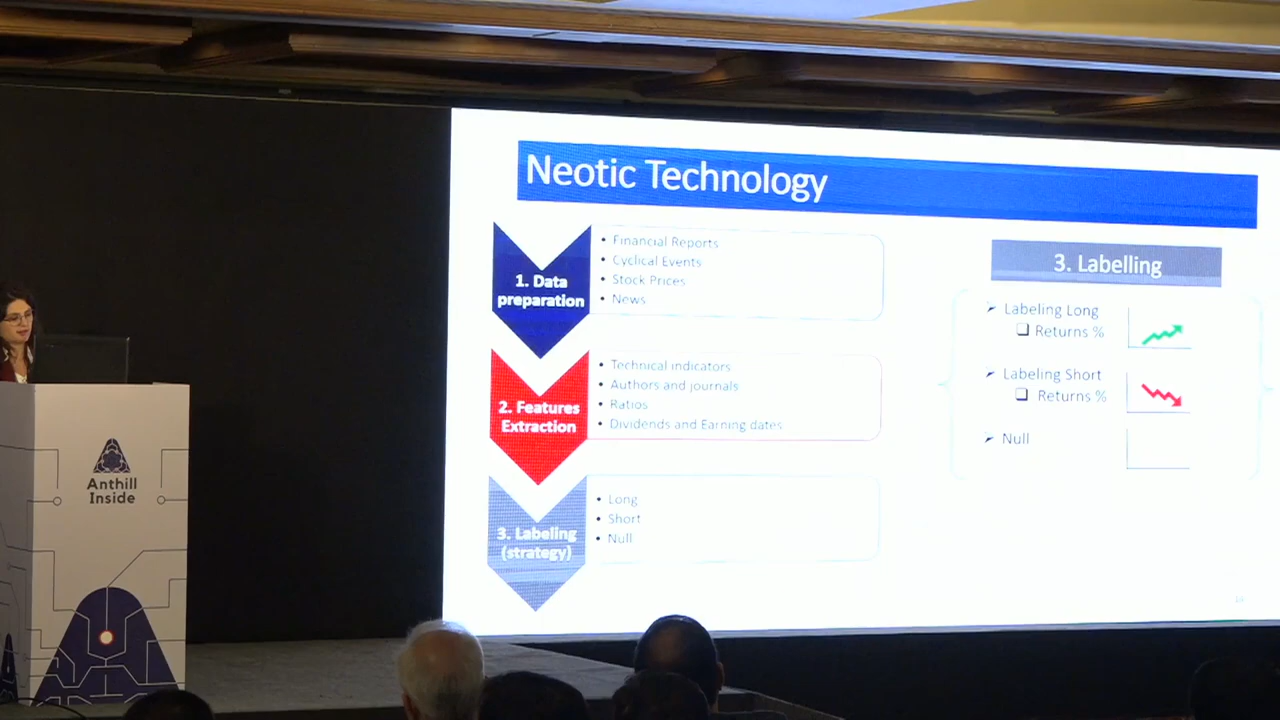 Neotic Technology
1. Data
preparation
• Financial Reports
• Cyclical Events
• Stock Prices
• News
2. Features
Extraction
• Technical indicators
• Authors and journals
• Ratios
• Dividends and Earning dates
3. Labeling
(strategy)
• Long
• Short
• Null
3. Labelling
➢ Labeling Long
❑ Returns %
➢ Labeling Short
❑ Returns %
➢ Null
Anthill
Inside